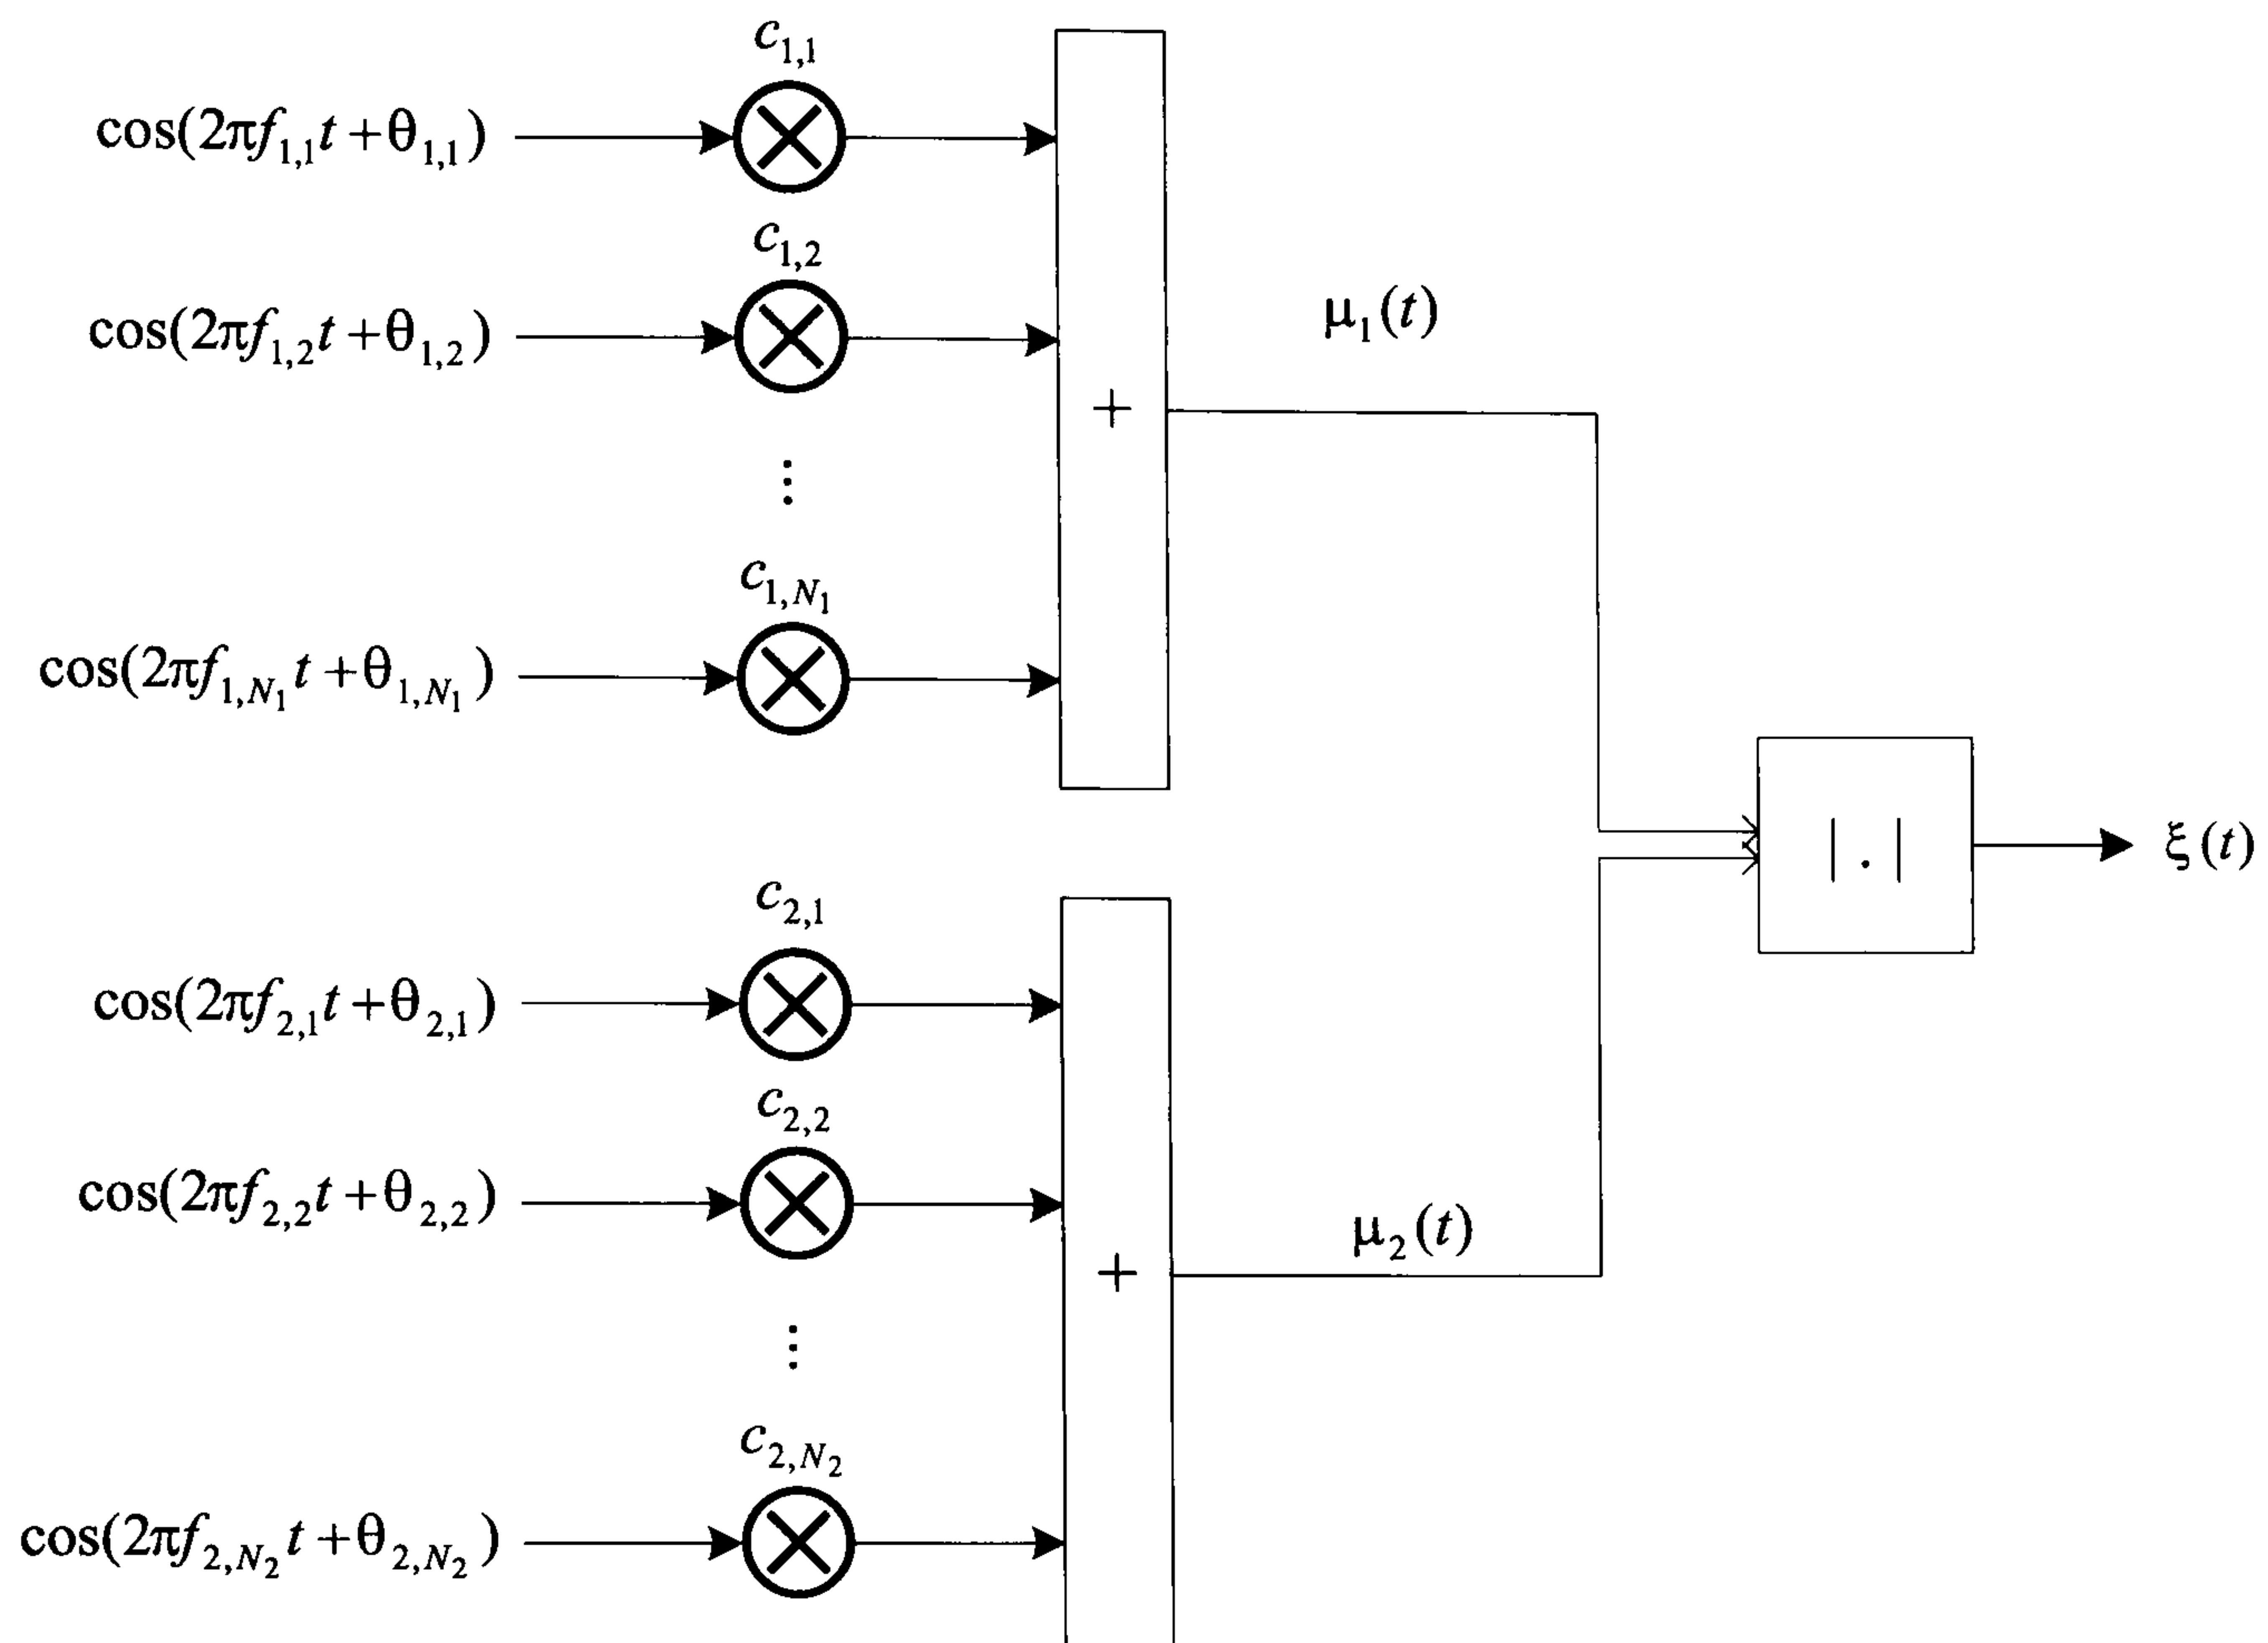 c₁,₁
cos(2πf₁,₁t+θ₁,₁)
c₁,₂
cos(2πf₁,₂t+θ₁,₂)
μ₁(t)
+
⋮
c₁,N₁
cos(2πf₁,N₁t+θ₁,N₁)
|.|
ξ(t)
c₂,₁
cos(2πf₂,₁t+θ₂,₁)
c₂,₂
cos(2πf₂,₂t+θ₂,₂)
μ₂(t)
+
⋮
c₂,N₂
cos(2πf₂,N₂t+θ₂,N₂)